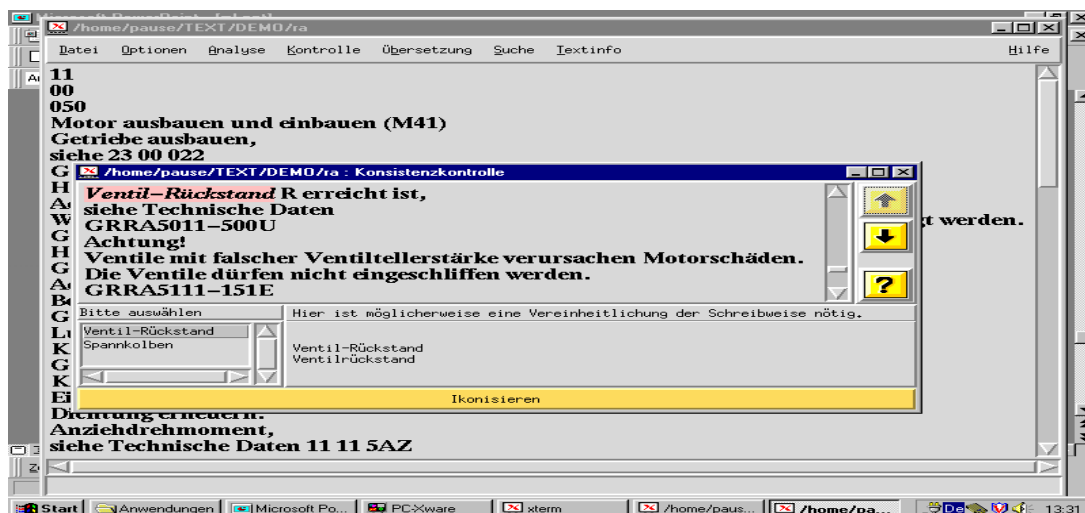 /home/pause/TEXT/DEMO/ra
Datei Optionen Analyse Kontrolle Übersetzung Suche Textinfo Hilfe
11
00
050
Motor ausbauen und einbauen (M41)
Getriebe ausbauen,
siehe 23 00 022
/home/pause/TEXT/DEMO/ra : Konsistenzkontrolle
Ventil-Rückstand R erreicht ist,
siehe Technische Daten
GRRA5011-500U
werden.
Achtung!
Ventile mit falscher Ventiltellerstärke verursachen Motorschäden.
Die Ventile dürfen nicht eingeschliffen werden.
GRRA5111-151E
?
Bitte auswählen
Hier ist möglicherweise eine Vereinheitlichung der Schreibweise nötig.
Ventil-Rückstand
Spannkolben
Ventil-Rückstand
Ventilrückstand
Ikonisieren
Dichtung erneuern.
Anziehdrehmoment,
siehe Technische Daten 11 11 5AZ
Start Anwendungen Microsoft Po... PC-Xware xterm /home/paus... /home/pa... De 13:31